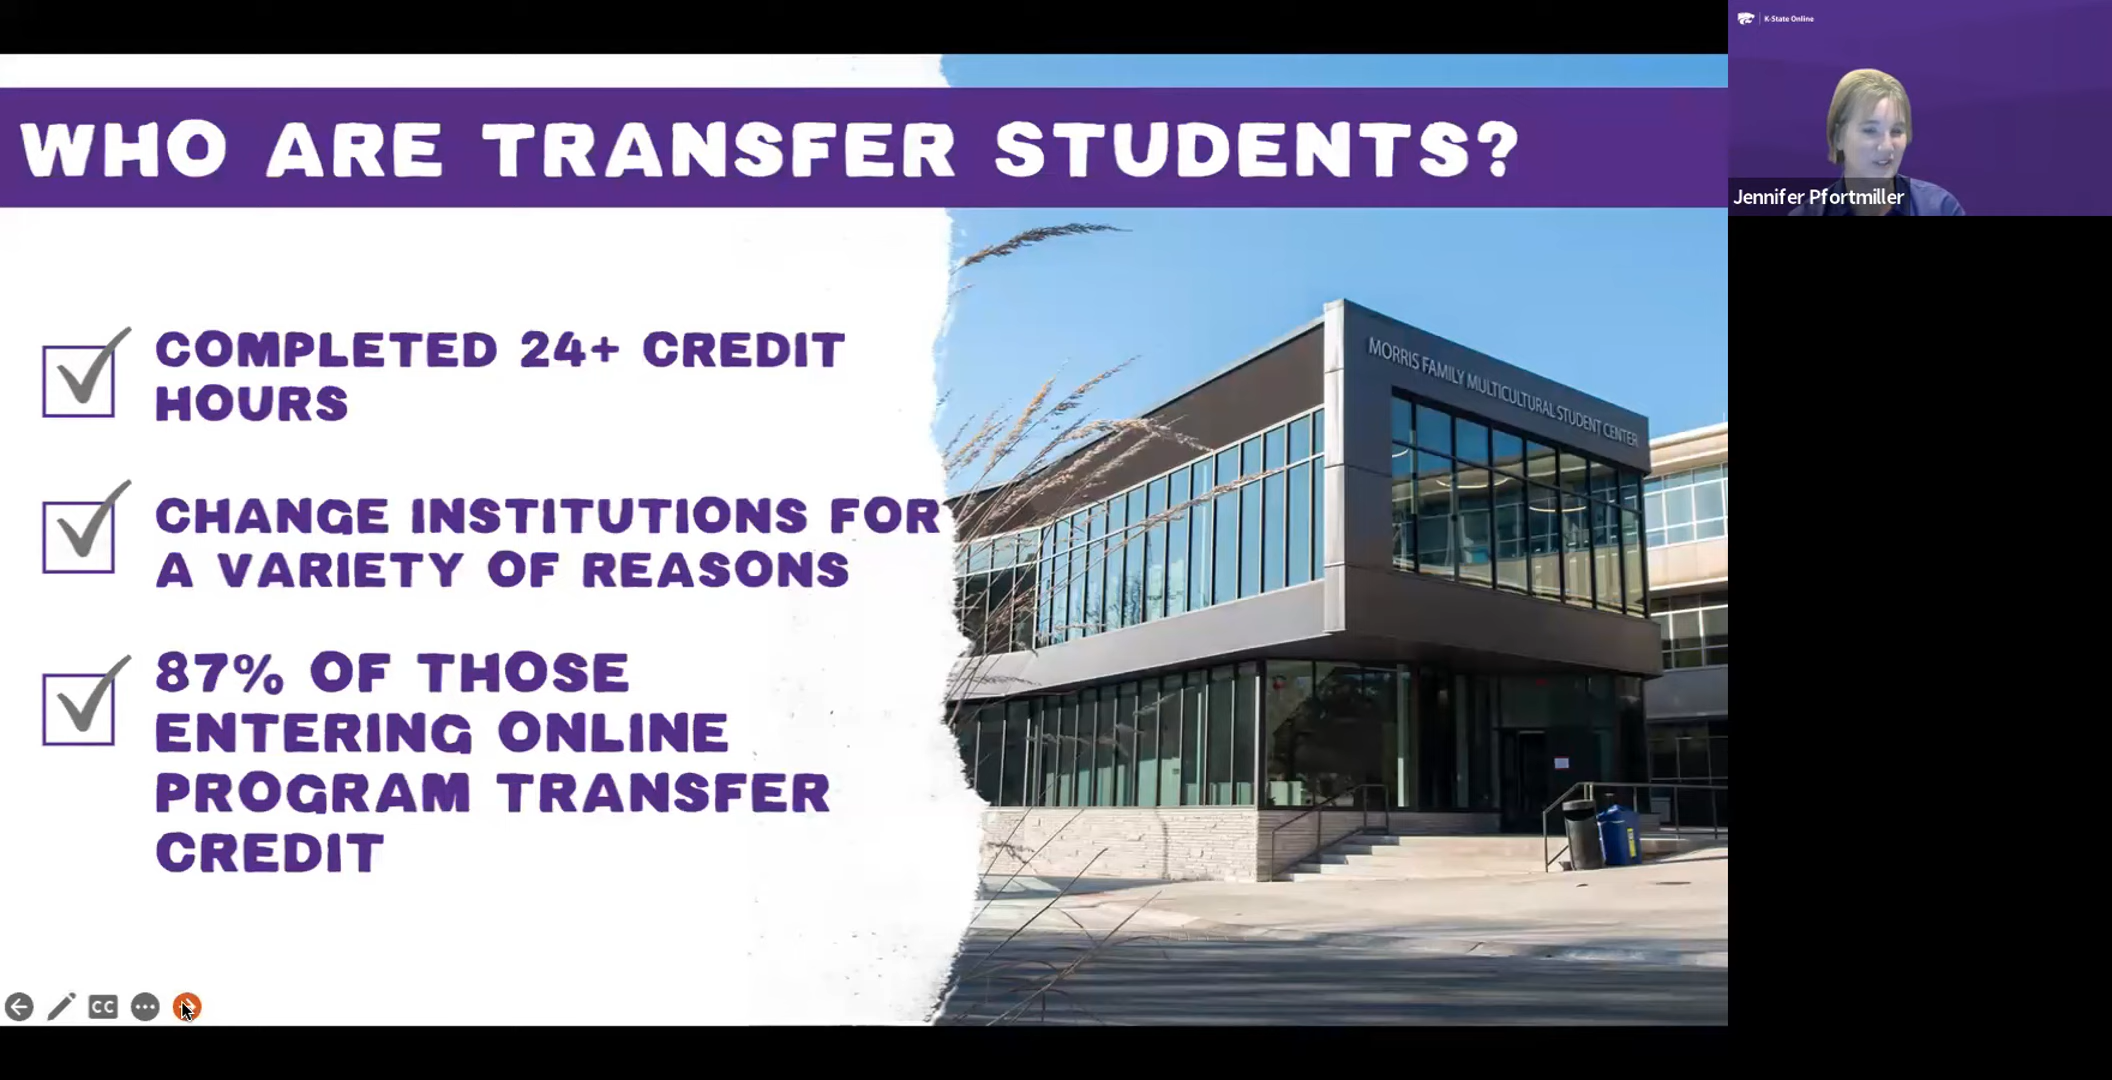 WHO ARE TRANSFER STUDENTS?
COMPLETED 24+ CREDIT
HOURS
CHANGE INSTITUTIONS FOR
A VARIETY OF REASONS
87% OF THOSE
ENTERING ONLINE
PROGRAM TRANSFER
CREDIT
MORRIS FAMILY MULTICULTURAL STUDENT CENTER
CC
K-State Online
Jennifer Pfortmiller